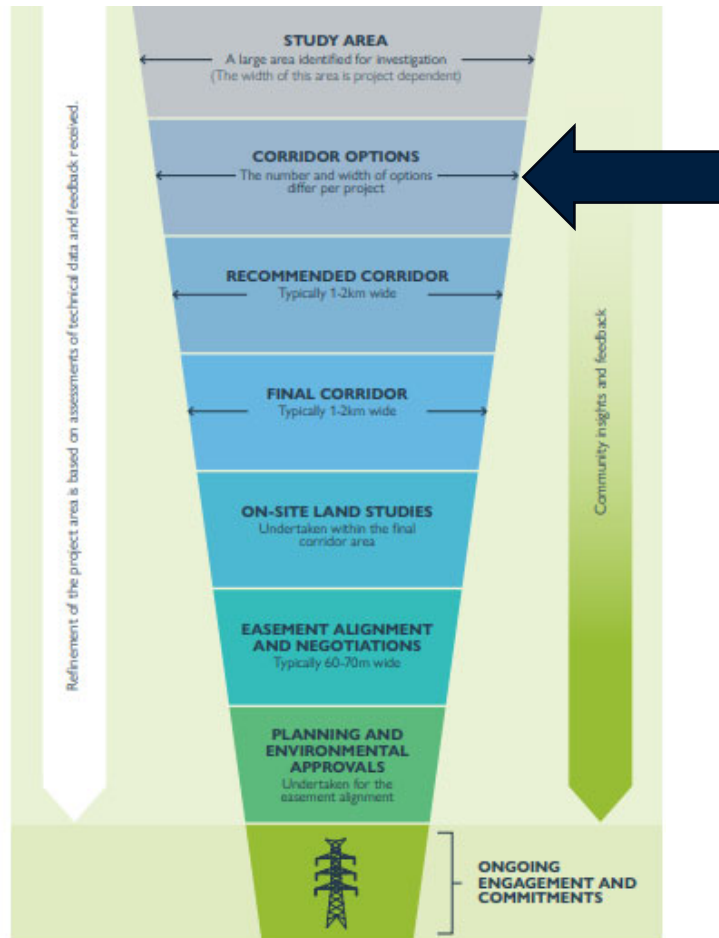 Refinement of the project area is based on assessments of technical data and feedback received.
STUDY AREA
A large area identified for investigation
(The width of this area is project dependent)
CORRIDOR OPTIONS
The number and width of options
differ per project
RECOMMENDED CORRIDOR
Typically 1-2km wide
FINAL CORRIDOR
Typically 1-2km wide
ON-SITE LAND STUDIES
Undertaken within the final
corridor area
EASEMENT ALIGNMENT
AND NEGOTIATIONS
Typically 60-70m wide
PLANNING AND
ENVIRONMENTAL
APPROVALS
Undertaken for the
easement alignment
Community insights and feedback
ONGOING
ENGAGEMENT AND
COMMITMENTS